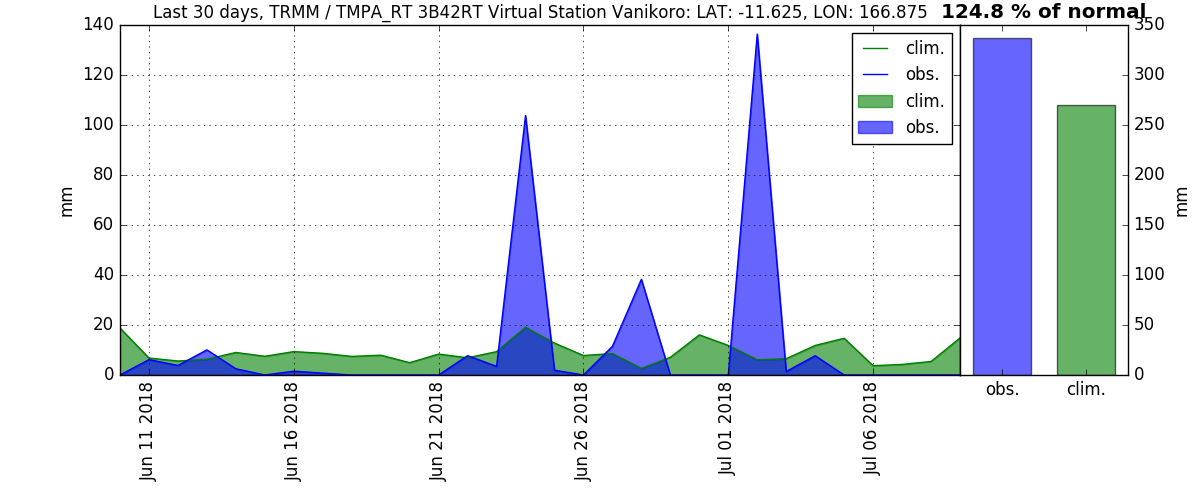 Last 30 days, TRMM / TMPA_RT 3B42RT Virtual Station Vanikoro: LAT: -11.625, LON: 166.875
124.8 % of normal
140
120
100
80
60
40
20
0
mm
clim.
obs.
clim.
obs.
Jun 11 2018
Jun 16 2018
Jun 21 2018
Jun 26 2018
Jul 01 2018
Jul 06 2018
350
300
250
200
150
100
50
0
mm
obs.
clim.